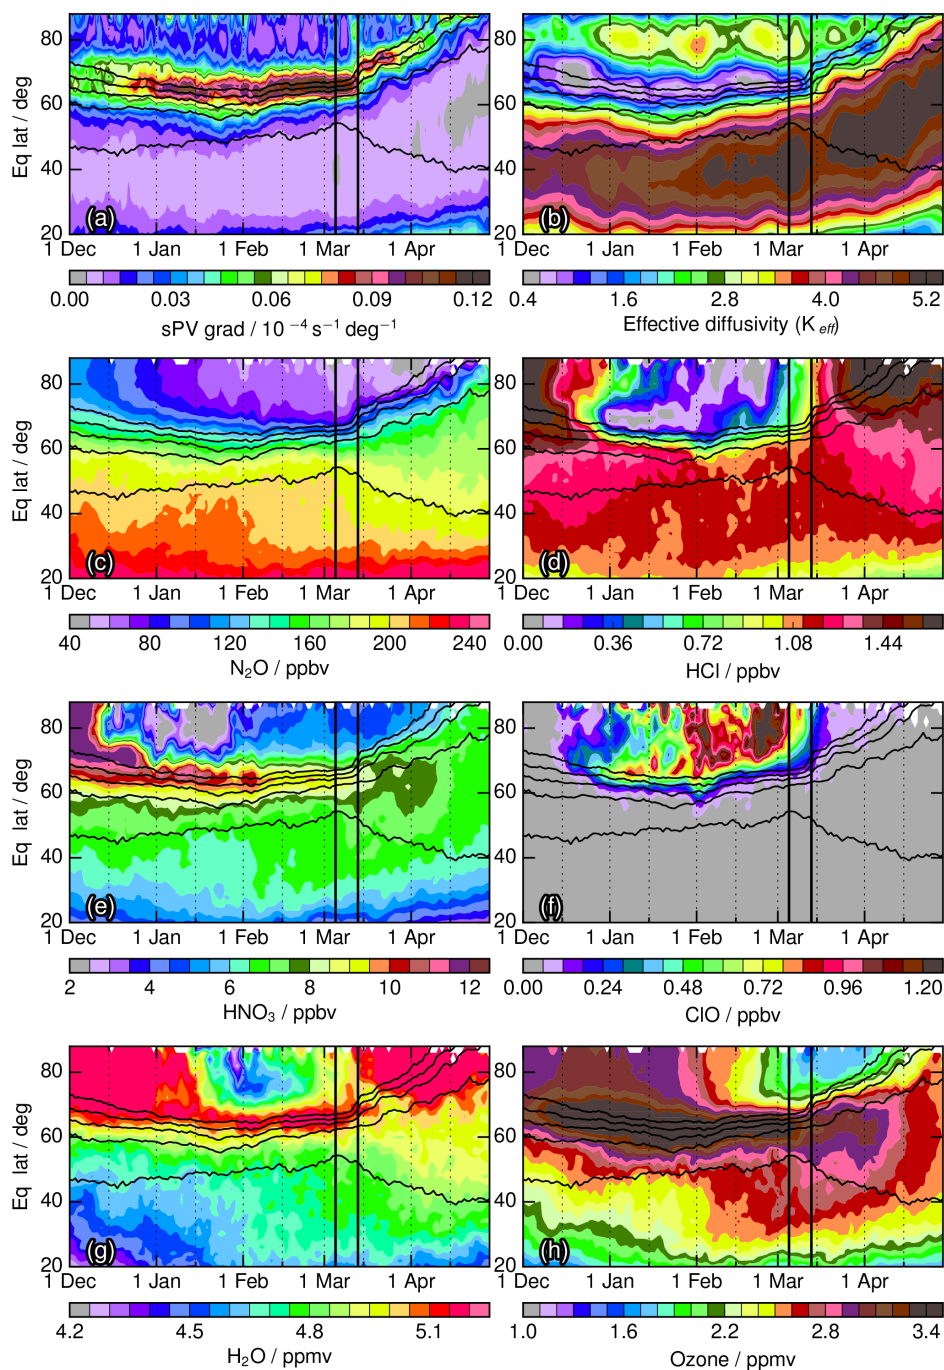 80
60
40
20
Eq lat / deg
(a)
(b)
1 Dec 1 Jan 1 Feb 1 Mar 1 Apr
1 Dec 1 Jan 1 Feb 1 Mar 1 Apr
0.00 0.03 0.06 0.09 0.12
sPV grad / 10 −4 s−1 deg−1
0.4 1.6 2.8 4.0 5.2
Effective diffusivity (K eff)
80
60
40
20
Eq lat / deg
(c)
(d)
1 Dec 1 Jan 1 Feb 1 Mar 1 Apr
1 Dec 1 Jan 1 Feb 1 Mar 1 Apr
40 80 120 160 200 240
N2O / ppbv
0.00 0.36 0.72 1.08 1.44
HCl / ppbv
80
60
40
20
Eq lat / deg
(e)
(f)
1 Dec 1 Jan 1 Feb 1 Mar 1 Apr
1 Dec 1 Jan 1 Feb 1 Mar 1 Apr
2 4 6 8 10 12
HNO3 / ppbv
0.00 0.24 0.48 0.72 0.96 1.20
ClO / ppbv
80
60
40
20
Eq lat / deg
(g)
(h)
1 Dec 1 Jan 1 Feb 1 Mar 1 Apr
1 Dec 1 Jan 1 Feb 1 Mar 1 Apr
4.2 4.5 4.8 5.1
H2O / ppmv
1.0 1.6 2.2 2.8 3.4
Ozone / ppmv